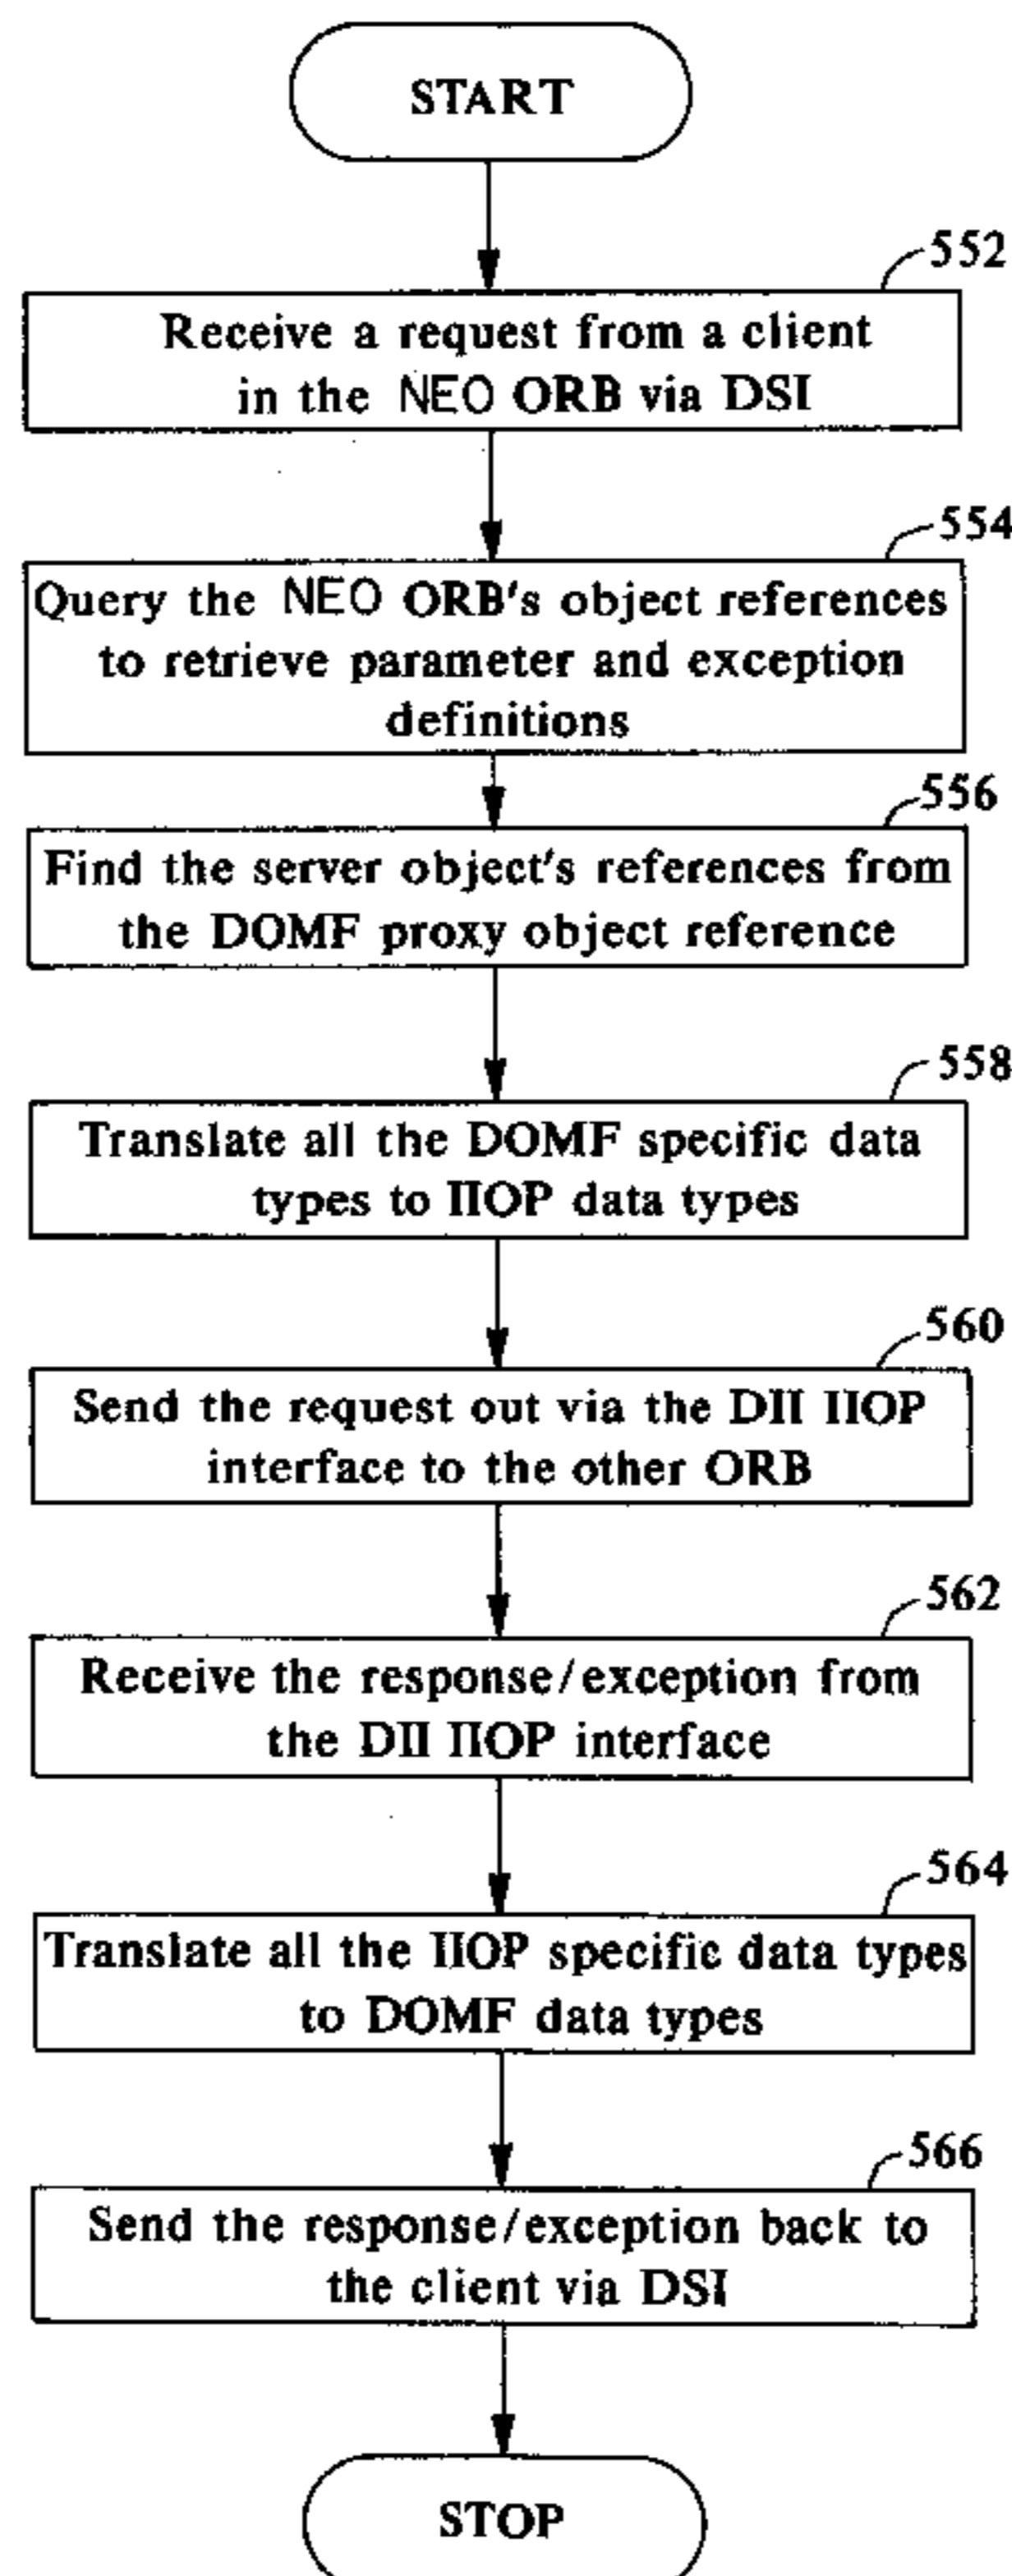 START
552
Receive a request from a client
in the NEO ORB via DSI
554
Query the NEO ORB's object references
to retrieve parameter and exception
definitions
556
Find the server object's references from
the DOMF proxy object reference
558
Translate all the DOMF specific data
types to IIOP data types
560
Send the request out via the DII IIOP
interface to the other ORB
562
Receive the response/exception from
the DII IIOP interface
564
Translate all the IIOP specific data types
to DOMF data types
566
Send the response/exception back to
the client via DSI
STOP